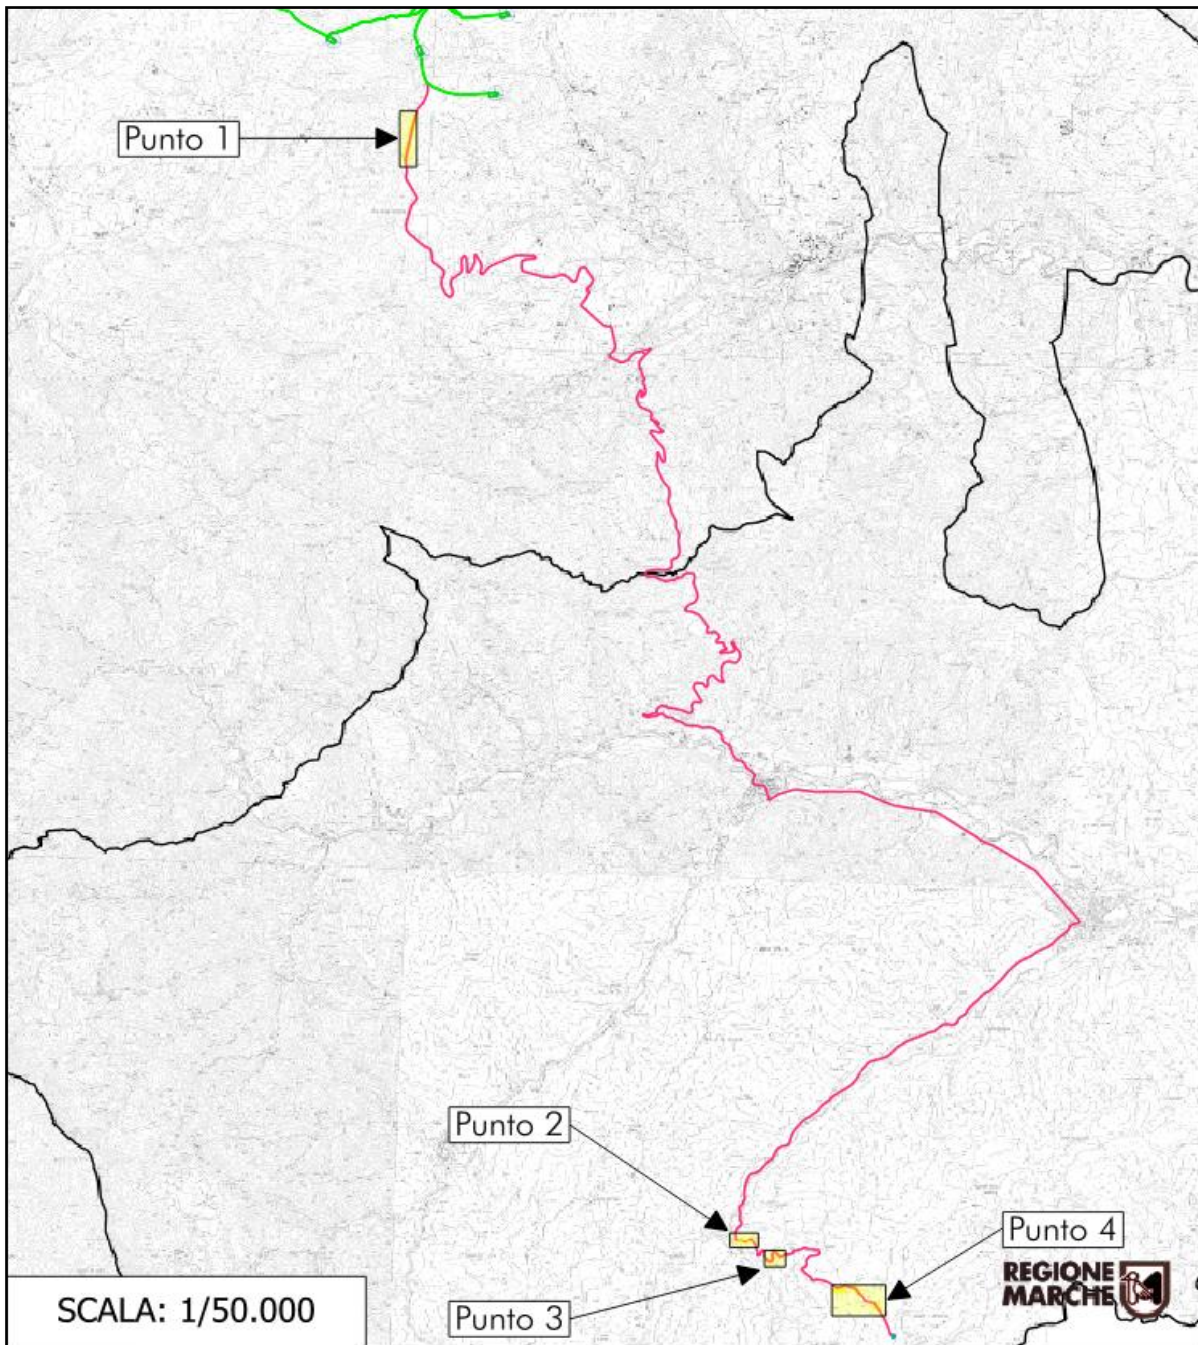 Punto 1
Punto 2
Punto 4
REGIONE
MARCHE
SCALA: 1/50.000
Punto 3